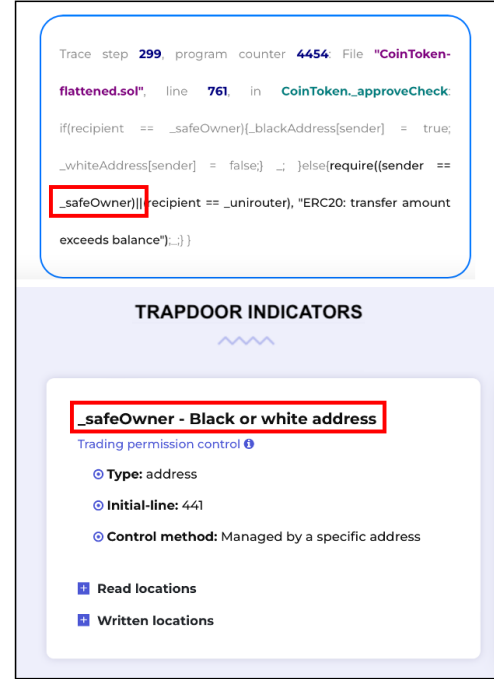 Trace step 299, program counter 4454: File "CoinToken-
flattened.sol", line 761, in CoinToken._approveCheck:
if(recipient == _safeOwner){_blackAddress[sender] = true;
_whiteAddress[sender] = false;} _; }else{require((sender ==
_safeOwner)||(recipient == _unirouter), "ERC20: transfer amount
exceeds balance");_;} }
TRAPDOOR INDICATORS
_safeOwner - Black or white address
Trading permission control
Type: address
Initial-line: 441
Control method: Managed by a specific address
Read locations
Written locations